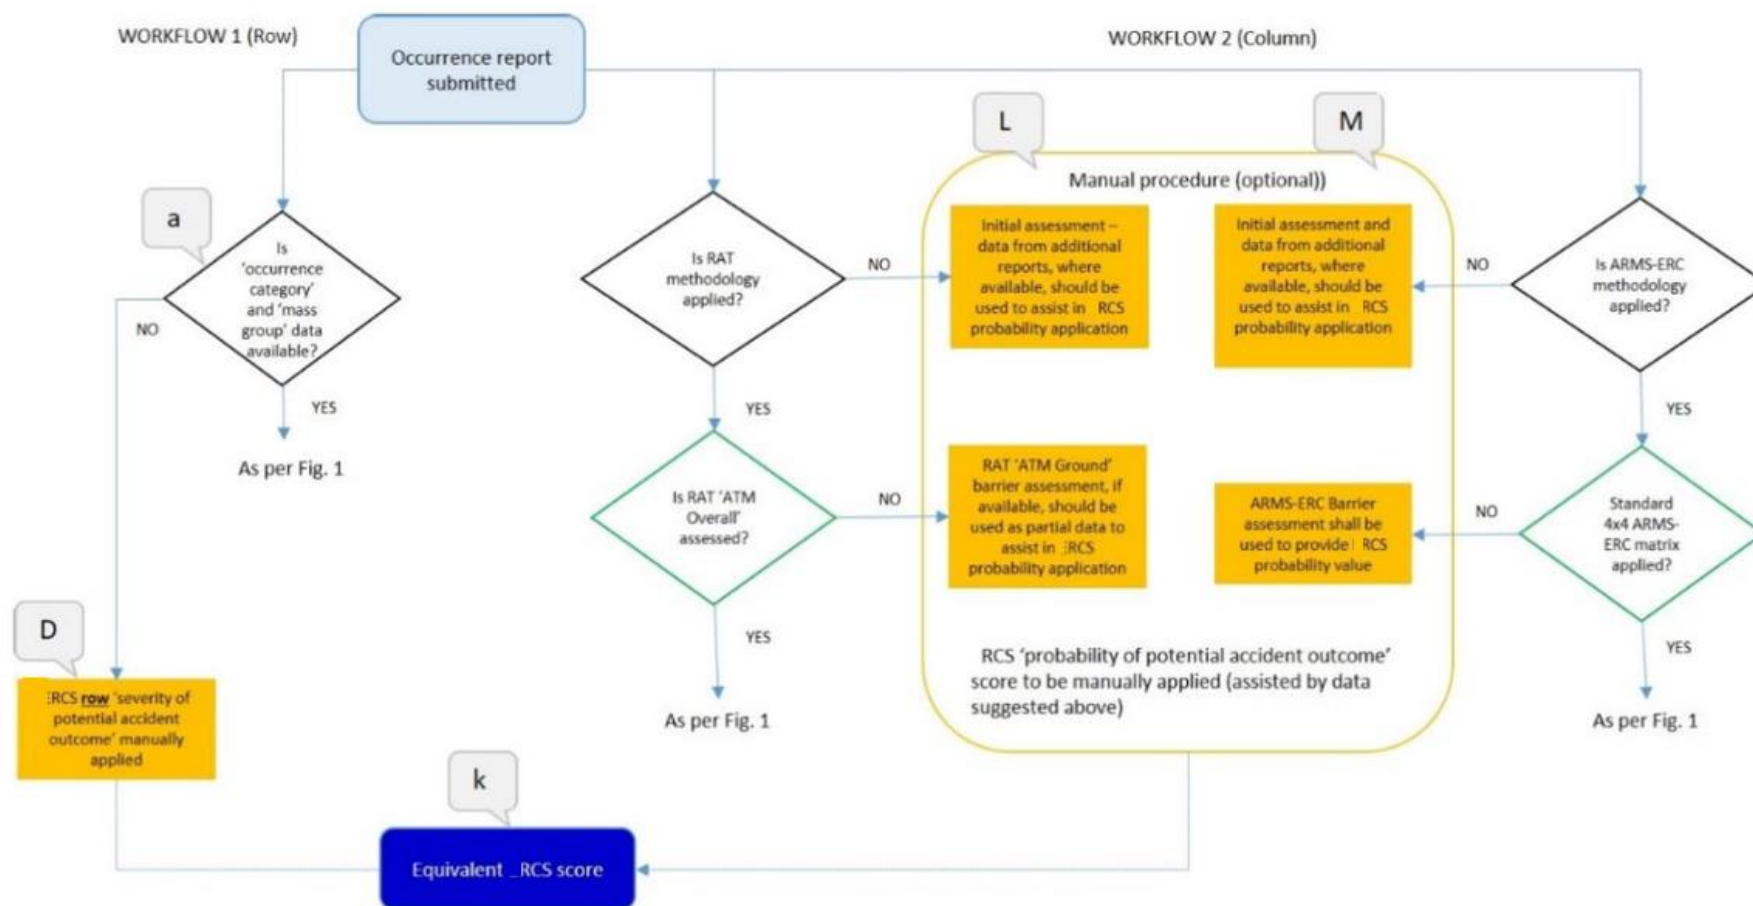 WORKFLOW 1 (Row)
Occurrence report
submitted
WORKFLOW 2 (Column)
a
Is
'occurrence
category'
and 'mass
group' data
available?
NO
YES
As per Fig. 1
D
RCS row 'severity of
potential accident
outcome' manually
applied
k
Equivalent _RCS score
Is RAT
methodology
applied?
NO
YES
Is RAT 'ATM
Overall'
assessed?
NO
YES
As per Fig. 1
L
M
Manual procedure (optional))
Initial assessment –
data from additional
reports, where
available, should be
used to assist in RCS
probability application
Initial assessment and
data from additional
reports, where
available, should be
used to assist in RCS
probability application
RAT 'ATM Ground'
barrier assessment, if
available, should be
used as partial data to
assist in RCS
probability application
ARMS-ERC Barrier
assessment shall be
used to provide RCS
probability value
RCS 'probability of potential accident outcome'
score to be manually applied (assisted by data
suggested above)
NO
Is ARMS-ERC
methodology
applied?
YES
NO
Standard
4x4 ARMS-
ERC matrix
applied?
YES
As per Fig. 1